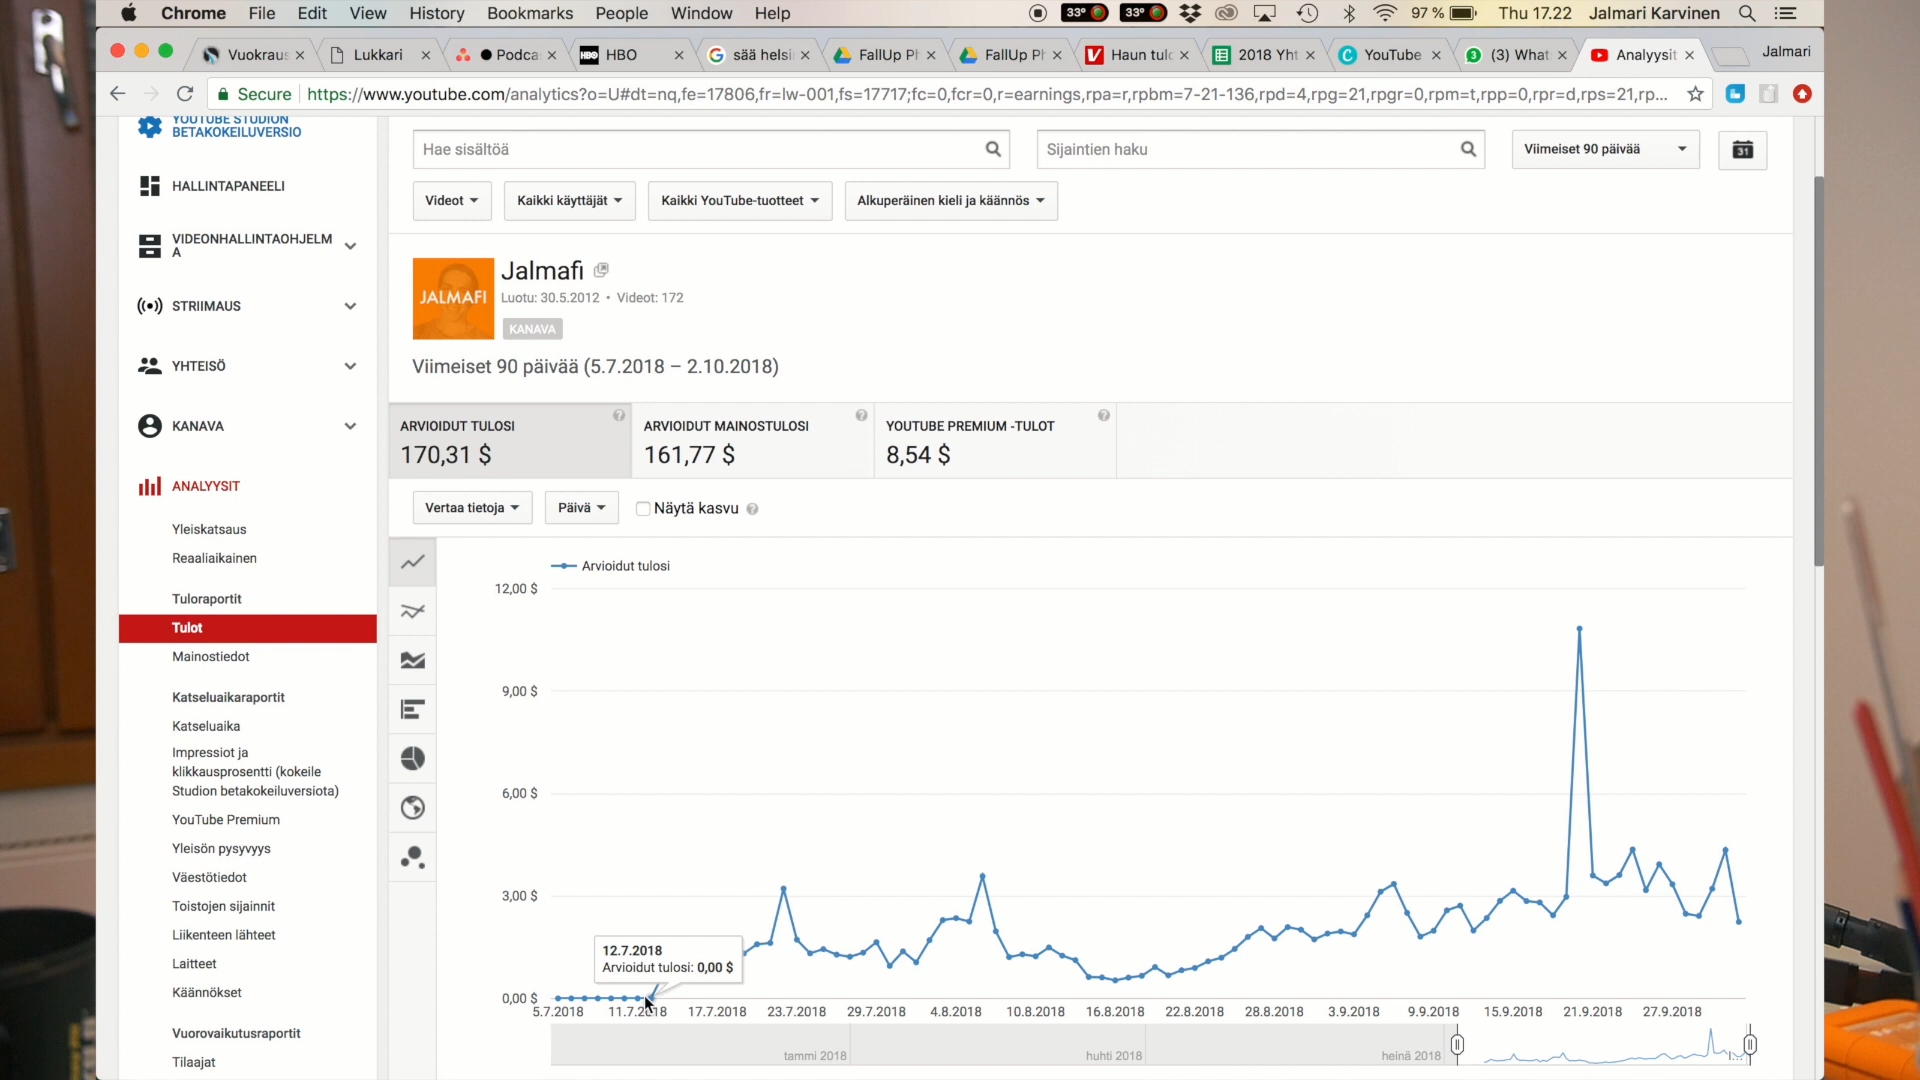 Chrome File Edit View History Bookmarks People Window Help 33° 33° 97 % Thu 17.22 Jalmari Karvinen
Vuokraus Lukkari Podca HBO HBO sää helsi FallUp Ph FallUp Ph Haun tulo 2018 Yht YouTube (3) What Analyysit Jalmari
Secure https://www.youtube.com/analytics?o=U#dt=nq,fe=17806,fr=lw-001,fs=17717;fc=0,fcr=0,r=earnings,rpa=r,rpbm=7-21-136,rpd=4,rpg=21,rpgr=0,rpm=t,rpp=0,rpr=d,rps=21,rp...
YOUTUBE STUDION
BETAKOKEILUVERSIO
HALLINTAPANEELI
VIDEONHALLINTAOHJELM
A
STRIIMAUS
YHTEISÖ
KANAVA
ANALYYSIT
Yleiskatsaus
Reaaliaikainen
Tuloraportit
Tulot
Mainostiedot
Katseluaikaraportit
Katseluaika
Impressiot ja
klikkausprosentti (kokeile
Studion betakokeiluversiota)
YouTube Premium
Yleisön pysyvyys
Väestötiedot
Toistojen sijainnit
Liikenteen lähteet
Laitteet
Käännökset
Vuorovaikutusraportit
Tilaajat
Hae sisältöä
Sijaintien haku
Viimeiset 90 päivää
31
Videot
Kaikki käyttäjät
Kaikki YouTube-tuotteet
Alkuperäinen kieli ja käännös
JALMAFI
Jalmafi
Luotu: 30.5.2012 • Videot: 172
KANAVA
Viimeiset 90 päivää (5.7.2018 – 2.10.2018)
ARVIOIDUT TULOSI
170,31 $
ARVIOIDUT MAINOSTULOSI
161,77 $
YOUTUBE PREMIUM -TULOT
8,54 $
Vertaa tietoja
Päivä
Näytä kasvu
Arvioidut tulosi
12,00 $
9,00 $
6,00 $
3,00 $
0,00 $
12.7.2018
Arvioidut tulosi: 0,00 $
5.7.2018 11.7.2018 17.7.2018 23.7.2018 29.7.2018 4.8.2018 10.8.2018 16.8.2018 22.8.2018 28.8.2018 3.9.2018 9.9.2018 15.9.2018 21.9.2018 27.9.2018
tammi 2018 huhti 2018 heinä 2018